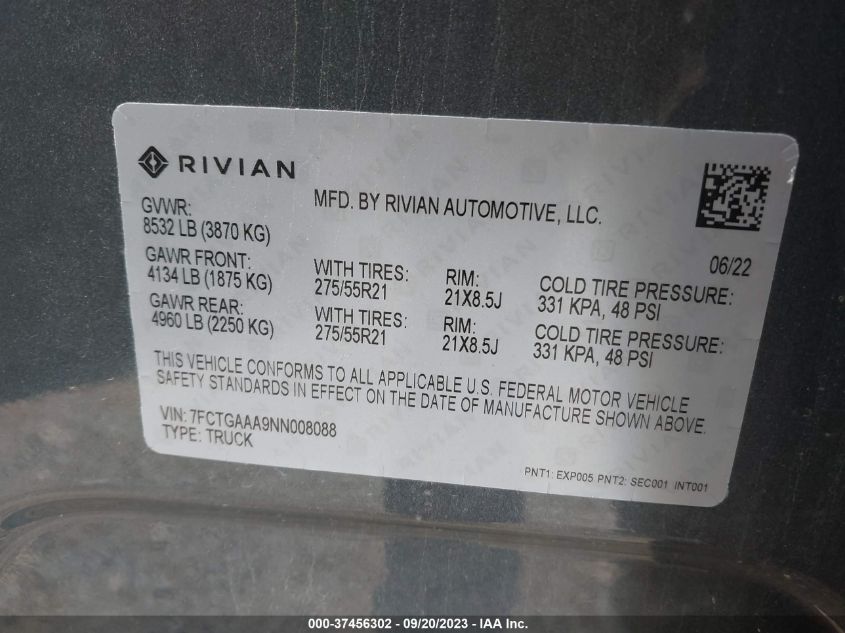 RIVIAN
MFD. BY RIVIAN AUTOMOTIVE, LLC.
GVWR:
8532 LB (3870 KG)
06/22
GAWR FRONT:
4134 LB (1875 KG)
WITH TIRES:
275/55R21
RIM:
21X8.5J
COLD TIRE PRESSURE:
331 KPA, 48 PSI
GAWR REAR:
4960 LB (2250 KG)
WITH TIRES:
275/55R21
RIM:
21X8.5J
COLD TIRE PRESSURE:
331 KPA, 48 PSI
THIS VEHICLE CONFORMS TO ALL APPLICABLE U.S. FEDERAL MOTOR VEHICLE
SAFETY STANDARDS IN EFFECT ON THE DATE OF MANUFACTURE SHOWN ABOVE.
VIN: 7FCTGAAA9NN008088
TYPE: TRUCK
PNT1: EXP005 PNT2: SEC001 INT001
000-37456302 - 09/20/2023 - IAA Inc.